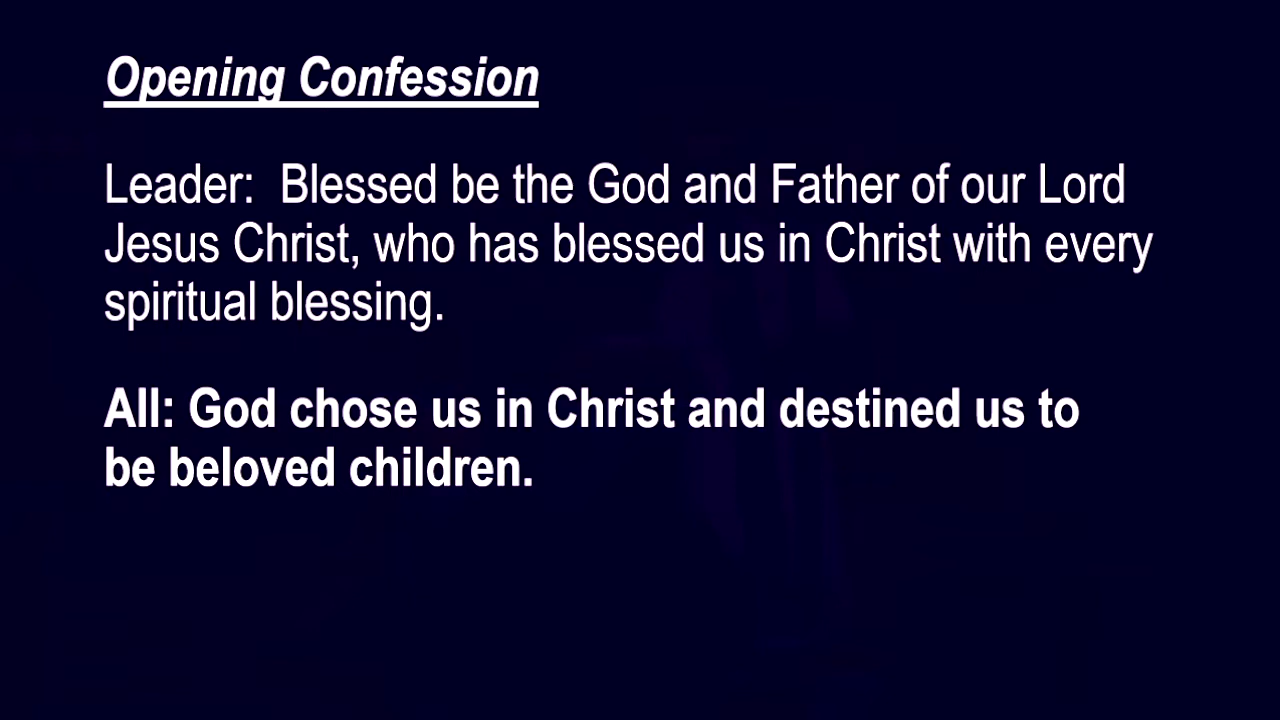 Opening Confession
Leader:  Blessed be the God and Father of our Lord
Jesus Christ, who has blessed us in Christ with every
spiritual blessing.
All: God chose us in Christ and destined us to
be beloved children.